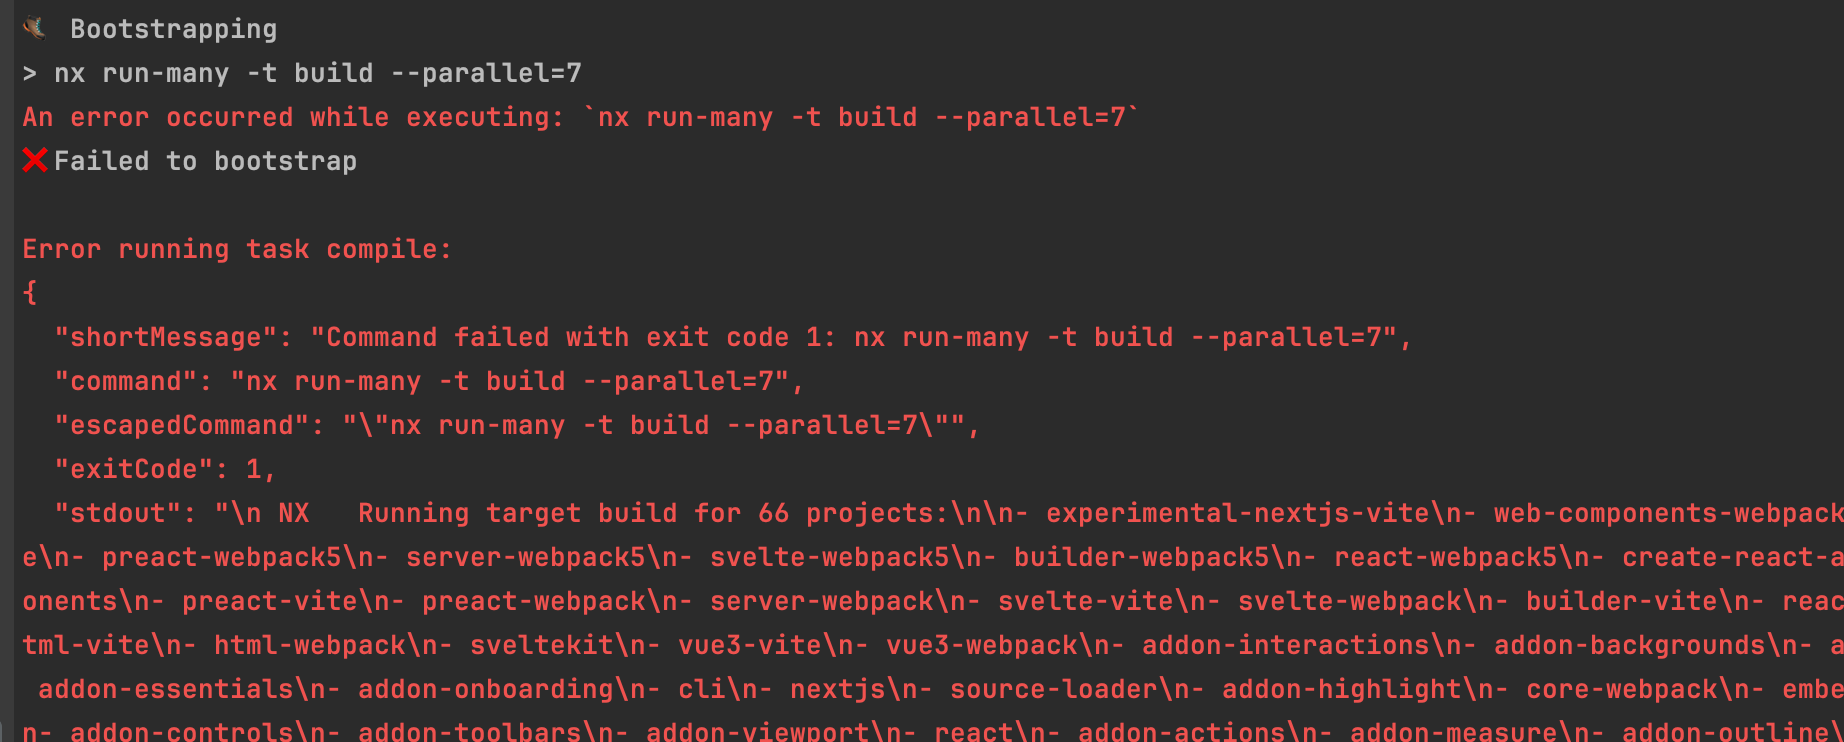 Bootstrapping
> nx run-many -t build --parallel=7
An error occurred while executing: `nx run-many -t build --parallel=7`
❌Failed to bootstrap
Error running task compile:
{
"shortMessage": "Command failed with exit code 1: nx run-many -t build --parallel=7",
"command": "nx run-many -t build --parallel=7",
"escapedCommand": "\"nx run-many -t build --parallel=7\"",
"exitCode": 1,
"stdout": "\n NX   Running target build for 66 projects:\n\n- experimental-nextjs-vite\n- web-components-webpack
e\n- preact-webpack5\n- server-webpack5\n- svelte-webpack5\n- builder-webpack5\n- react-webpack5\n- create-react-a
onents\n- preact-vite\n- preact-webpack\n- server-webpack\n- svelte-vite\n- svelte-webpack\n- builder-vite\n- reac
tml-vite\n- html-webpack\n- sveltekit\n- vue3-vite\n- vue3-webpack\n- addon-interactions\n- addon-backgrounds\n- a
addon-essentials\n- addon-onboarding\n- cli\n- nextjs\n- source-loader\n- addon-highlight\n- core-webpack\n- embe
n- addon-controls\n- addon-toolbars\n- addon-viewport\n- react\n- addon-actions\n- addon-measure\n- addon-outline\